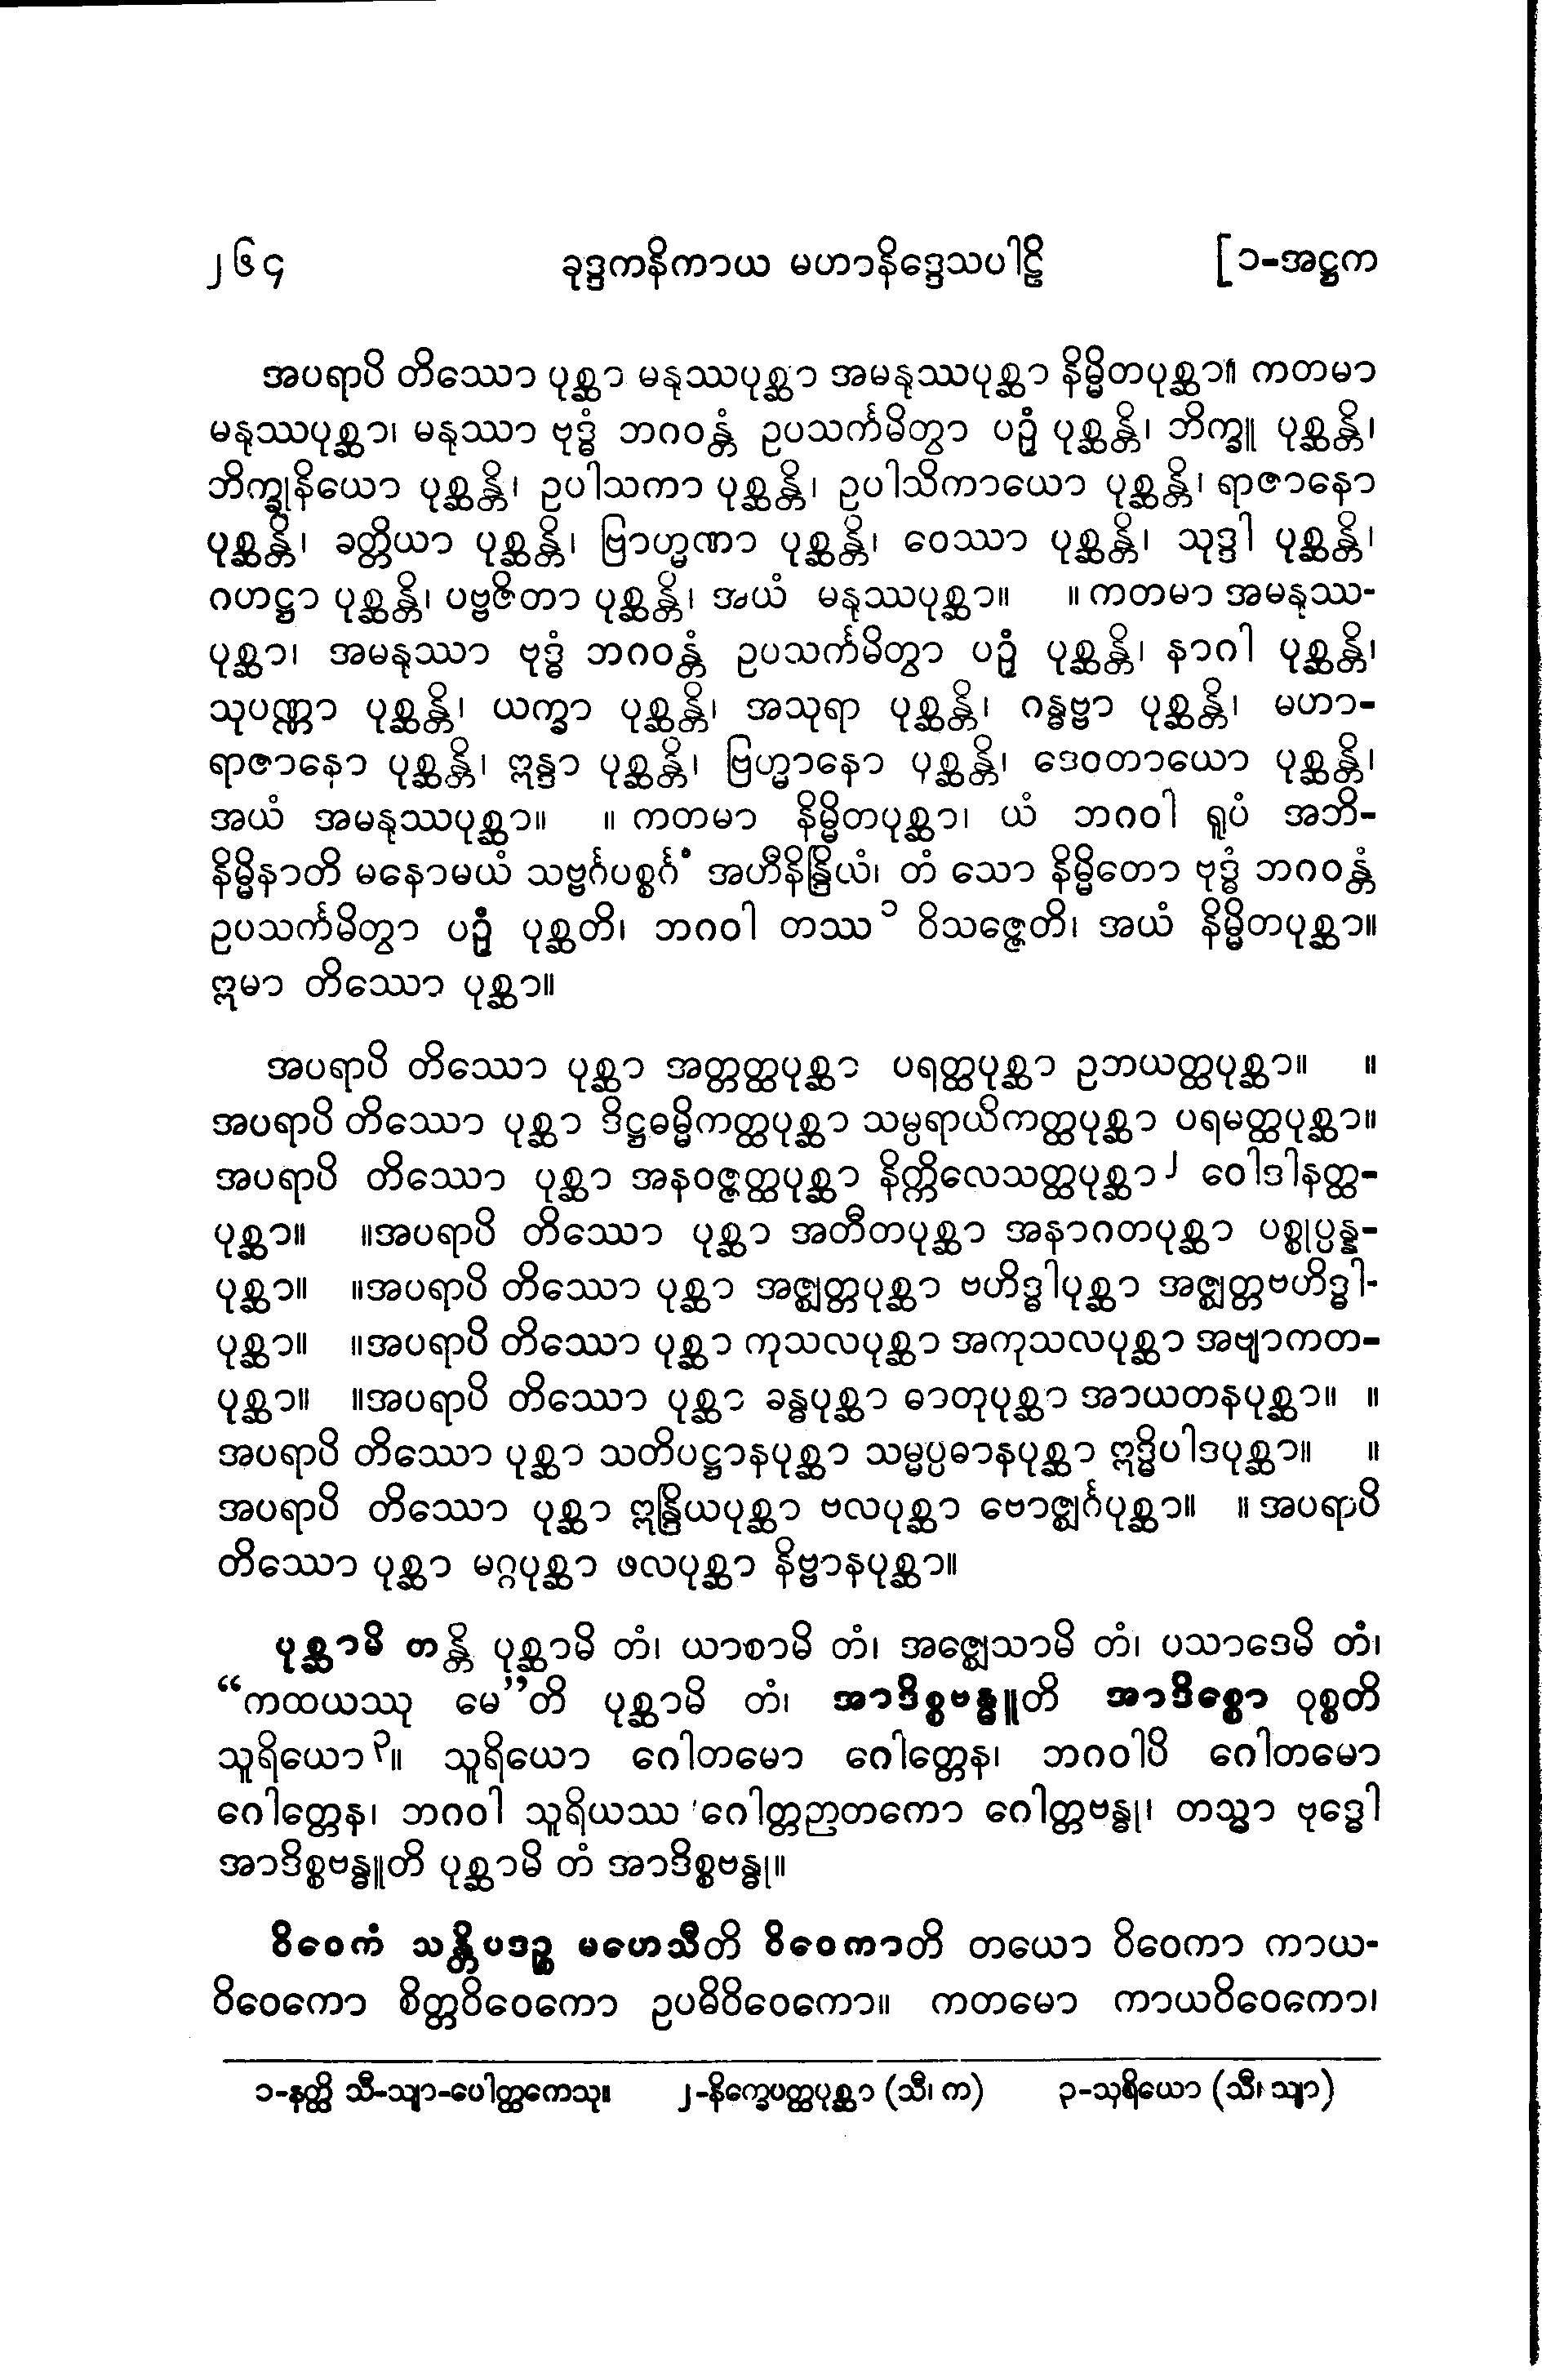 ၂၆၄ ခုဒ္ဒကနိကာယ မဟာနိဒ္ဒေသပါဠိ [၁-အဋ္ဌက
အပရာပိ တိဿော ပုစ္ဆာ မနုဿပုစ္ဆာ အမနုဿပုစ္ဆာ နိမ္မိတပုစ္ဆာ။ ကတမာ
မနုဿပုစ္ဆာ၊ မနုဿာ ဗုဒ္ဓံ ဘဂဝန္တံ ဥပသင်္ကမိတွာ ပဉှံ ပုစ္ဆန္တိ၊ ဘိက္ခူ ပုစ္ဆန္တိ၊
ဘိက္ခုနိယော ပုစ္ဆန္တိ၊ ဥပါသကာ ပုစ္ဆန္တိ၊ ဥပါသိကာယော ပုစ္ဆန္တိ၊ ရာဇာနော
ပုစ္ဆန္တိ၊ ခတ္တိယာ ပုစ္ဆန္တိ၊ ဗြာဟ္မဏာ ပုစ္ဆန္တိ၊ ဝေဿာ ပုစ္ဆန္တိ၊ သုဒ္ဒါ ပုစ္ဆန္တိ၊
ဂဟဋ္ဌာ ပုစ္ဆန္တိ၊ ပဗ္ဗဇိတာ ပုစ္ဆန္တိ၊ အယံ မနုဿပုစ္ဆာ။ ။ ကတမာ အမနုဿ-
ပုစ္ဆာ၊ အမနုဿာ ဗုဒ္ဓံ ဘဂဝန္တံ ဥပသင်္ကမိတွာ ပဉှံ ပုစ္ဆန္တိ၊ နာဂါ ပုစ္ဆန္တိ၊
သုပဏ္ဏာ ပုစ္ဆန္တိ၊ ယက္ခာ ပုစ္ဆန္တိ၊ အသုရာ ပုစ္ဆန္တိ၊ ဂန္ဓဗ္ဗာ ပုစ္ဆန္တိ၊ မဟာ-
ရာဇာနော ပုစ္ဆန္တိ၊ ဣန္ဒာ ပုစ္ဆန္တိ၊ ဗြဟ္မာနော ပုစ္ဆန္တိ၊ ဒေဝတာယော ပုစ္ဆန္တိ၊
အယံ အမနုဿပုစ္ဆာ။ ။ ကတမာ နိမ္မိတပုစ္ဆာ၊ ယံ ဘဂဝါ ရူပံ အဘိ-
နိမ္မိနာတိ မနောမယံ သဗ္ဗင်္ဂပစ္စင်္ဂံ အဟီနိန္ဒြိယံ၊ တံ သော နိမ္မိတော ဗုဒ္ဓံ ဘဂဝန္တံ
ဥပသင်္ကမိတွာ ပဉှံ ပုစ္ဆတိ၊ ဘဂဝါ တဿ ၁ ဝိသဇ္ဇေတိ၊ အယံ နိမ္မိတပုစ္ဆာ။
ဣမာ တိဿော ပုစ္ဆာ။
အပရာပိ တိဿော ပုစ္ဆာ အတ္တတ္ထပုစ္ဆာ ပရတ္ထပုစ္ဆာ ဥဘယတ္ထပုစ္ဆာ။ ။
အပရာပိ တိဿော ပုစ္ဆာ ဒိဋ္ဌဓမ္မိကတ္ထပုစ္ဆာ သမ္ပရာယိကတ္ထပုစ္ဆာ ပရမတ္ထပုစ္ဆာ။
အပရာပိ တိဿော ပုစ္ဆာ အနဝဇ္ဇတ္ထပုစ္ဆာ နိက္ကိလေသတ္ထပုစ္ဆာ၂ ဝေါဒါနတ္ထ-
ပုစ္ဆာ။ ။အပရာပိ တိဿော ပုစ္ဆာ အတီတပုစ္ဆာ အနာဂတပုစ္ဆာ ပစ္စုပ္ပန္န-
ပုစ္ဆာ။ ။အပရာပိ တိဿော ပုစ္ဆာ အဇ္ဈတ္တပုစ္ဆာ ဗဟိဒ္ဓါပုစ္ဆာ အဇ္ဈတ္တဗဟိဒ္ဓါ-
ပုစ္ဆာ။ ။အပရာပိ တိဿော ပုစ္ဆာ ကုသလပုစ္ဆာ အကုသလပုစ္ဆာ အဗျာကတ-
ပုစ္ဆာ။ ။အပရာပိ တိဿော ပုစ္ဆာ ခန္ဓပုစ္ဆာ ဓာတုပုစ္ဆာ အာယတနပုစ္ဆာ။ ။
အပရာပိ တိဿော ပုစ္ဆာ သတိပဋ္ဌာနပုစ္ဆာ သမ္မပ္ပဓာနပုစ္ဆာ ဣဒ္ဓိပါဒပုစ္ဆာ။ ။
အပရာပိ တိဿော ပုစ္ဆာ ဣန္ဒြိယပုစ္ဆာ ဗလပုစ္ဆာ ဗောဇ္ဈင်္ဂပုစ္ဆာ။ ။ အပရာပိ
တိဿော ပုစ္ဆာ မဂ္ဂပုစ္ဆာ ဖလပုစ္ဆာ နိဗ္ဗာနပုစ္ဆာ။
ပုစ္ဆာမိ တန္တိ ပုစ္ဆာမိ တံ၊ ယာစာမိ တံ၊ အဇ္ဈေသာမိ တံ၊ ပသာဒေမိ တံ၊
“ကထယဿု မေ”တိ ပုစ္ဆာမိ တံ၊ အာဒိစ္စဗန္ဓူတိ အာဒိစ္စော ဝုစ္စတိ
သူရိယော၃။ သူရိယော ဂေါတမော ဂေါတ္တေန၊ ဘဂဝါပိ ဂေါတမော
ဂေါတ္တေန၊ ဘဂဝါ သူရိယဿ ဂေါတ္တဉာတကော ဂေါတ္တဗန္ဓု၊ တသ္မာ ဗုဒ္ဓေါ
အာဒိစ္စဗန္ဓူတိ ပုစ္ဆာမိ တံ အာဒိစ္စဗန္ဓု။
ဝိဝေကံ သန္တိပဒဉ္စ မဟေသီတိ ဝိဝေကာတိ တယော ဝိဝေကာ ကာယ-
ဝိဝေကော စိတ္တဝိဝေကော ဥပဓိဝိဝေကော။ ကတမော ကာယဝိဝေကော၊
၁-နတ္ထိ သီ-သျာ-ပေါတ္ထကေသု။ ၂-နိက္ခေပတ္ထပုစ္ဆာ (သီ၊ က) ၃-သုရိယော (သီ၊ သျာ)